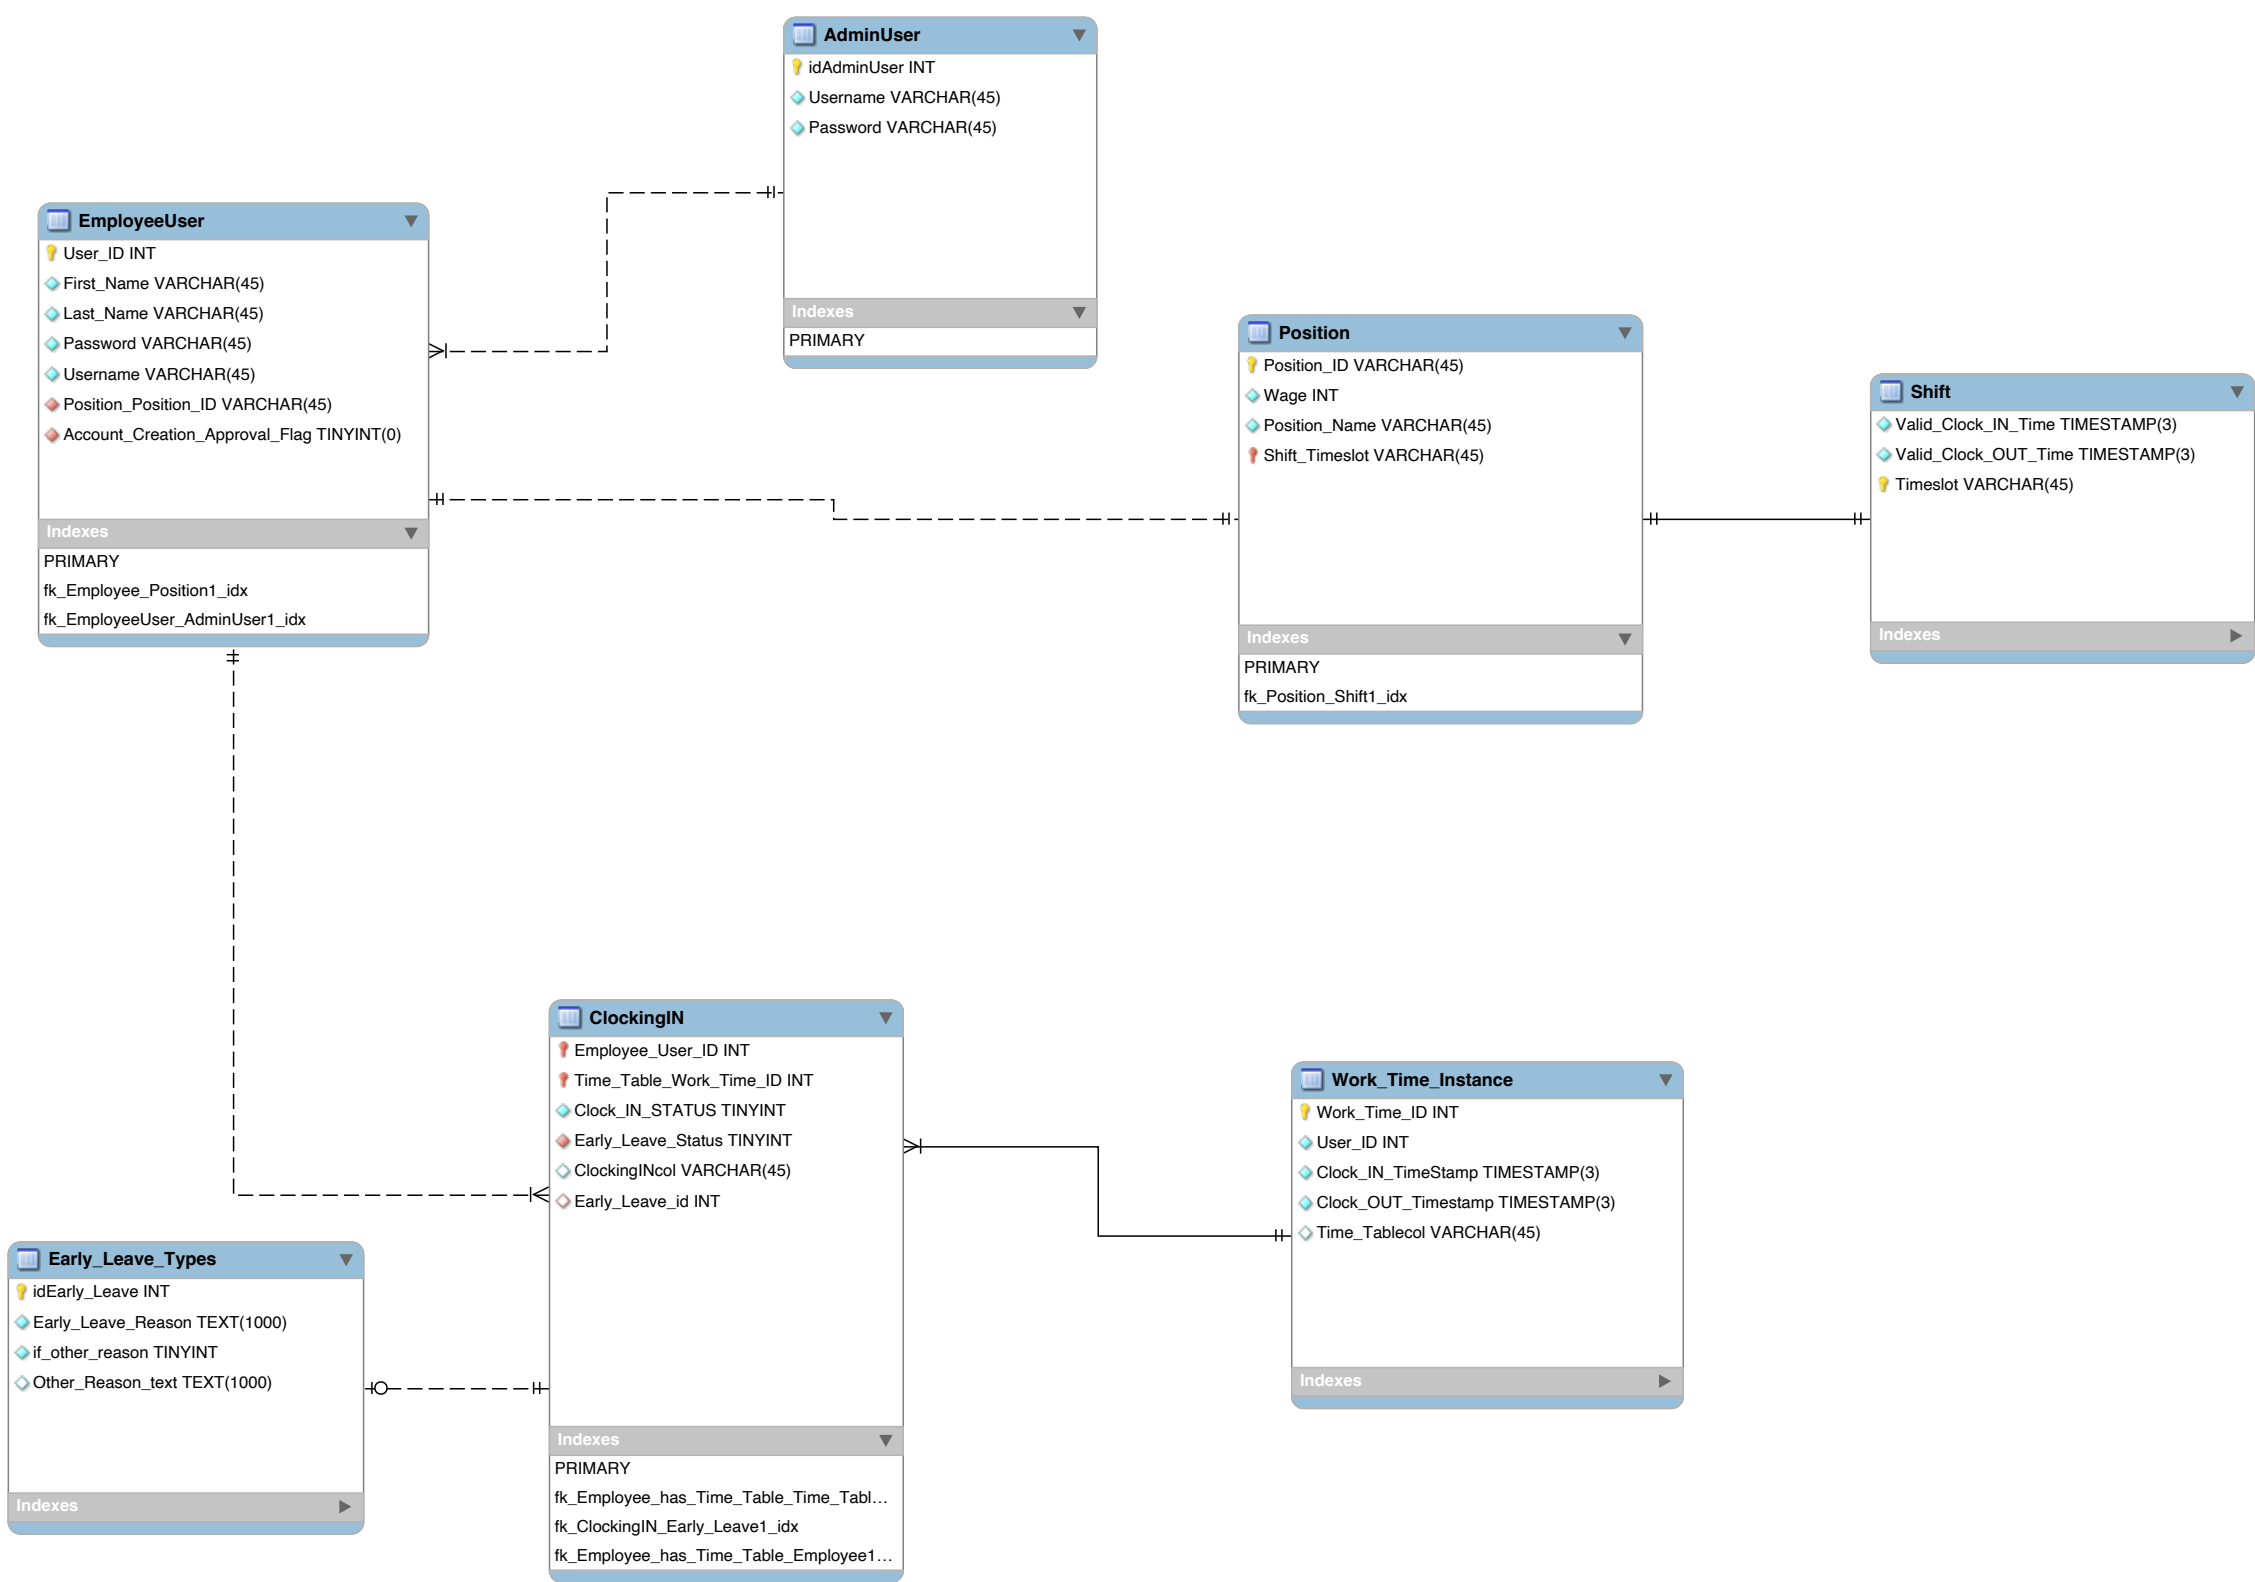 AdminUser
idAdminUser INT
Username VARCHAR(45)
Password VARCHAR(45)
Indexes
PRIMARY
EmployeeUser
User_ID INT
First_Name VARCHAR(45)
Last_Name VARCHAR(45)
Password VARCHAR(45)
Username VARCHAR(45)
Position_Position_ID VARCHAR(45)
Account_Creation_Approval_Flag TINYINT(0)
Indexes
PRIMARY
fk_Employee_Position1_idx
fk_EmployeeUser_AdminUser1_idx
Position
Position_ID VARCHAR(45)
Wage INT
Position_Name VARCHAR(45)
Shift_Timeslot VARCHAR(45)
Indexes
PRIMARY
fk_Position_Shift1_idx
Shift
Valid_Clock_IN_Time TIMESTAMP(3)
Valid_Clock_OUT_Time TIMESTAMP(3)
Timeslot VARCHAR(45)
Indexes
ClockingIN
Employee_User_ID INT
Time_Table_Work_Time_ID INT
Clock_IN_STATUS TINYINT
Early_Leave_Status TINYINT
ClockingINcol VARCHAR(45)
Early_Leave_id INT
Indexes
PRIMARY
fk_Employee_has_Time_Table_Time_Tabl...
fk_ClockingIN_Early_Leave1_idx
fk_Employee_has_Time_Table_Employee1...
Work_Time_Instance
Work_Time_ID INT
User_ID INT
Clock_IN_TimeStamp TIMESTAMP(3)
Clock_OUT_Timestamp TIMESTAMP(3)
Time_Tablecol VARCHAR(45)
Indexes
Early_Leave_Types
idEarly_Leave INT
Early_Leave_Reason TEXT(1000)
if_other_reason TINYINT
Other_Reason_text TEXT(1000)
Indexes